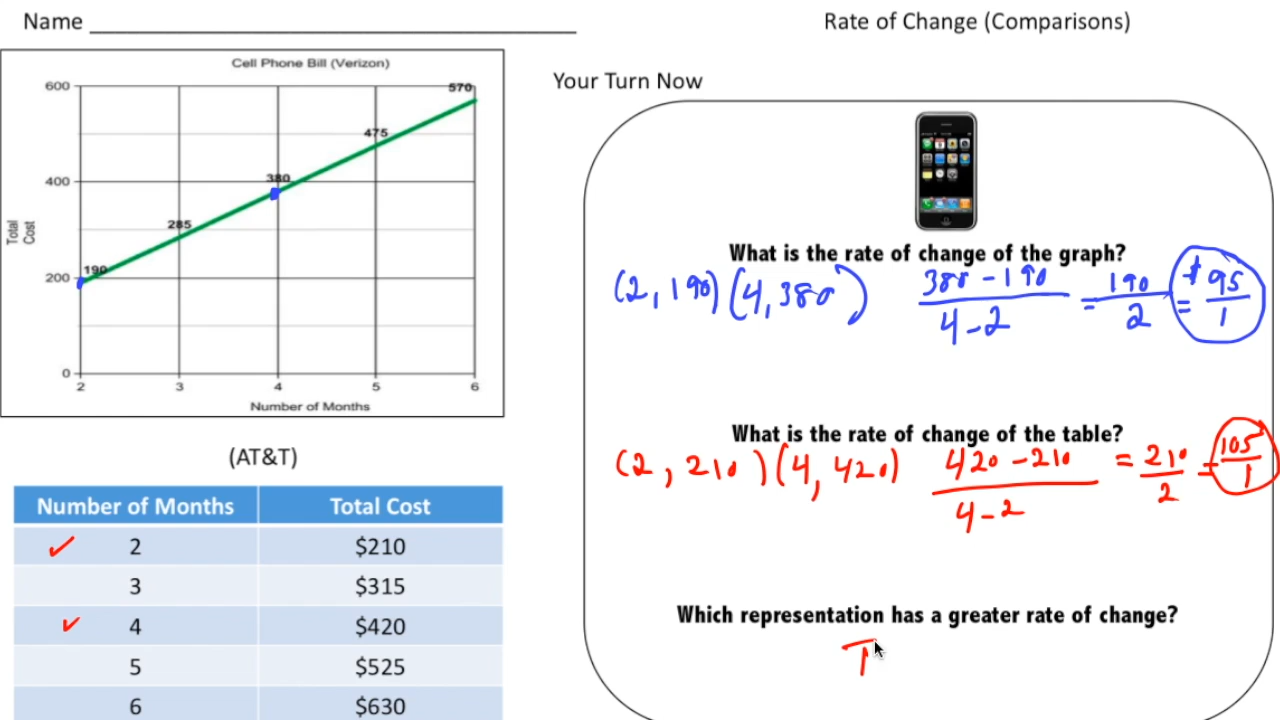 Name ______________________________
Rate of Change (Comparisons)
Cell Phone Bill (Verizon)
600
400
200
0
Total
Cost
190
285
380
475
570
2 3 4 5 6
Number of Months
(AT&T)
Number of Months Total Cost
✓ 2 $210
3 $315
✓ 4 $420
5 $525
6 $630
Your Turn Now
What is the rate of change of the graph?
(2, 190) (4, 380) 380 - 190 = 190 = $95
4 - 2 2 1
What is the rate of change of the table?
(2, 210) (4, 420) 420 - 210 = 210 = 105
4 - 2 2 1
Which representation has a greater rate of change?
T